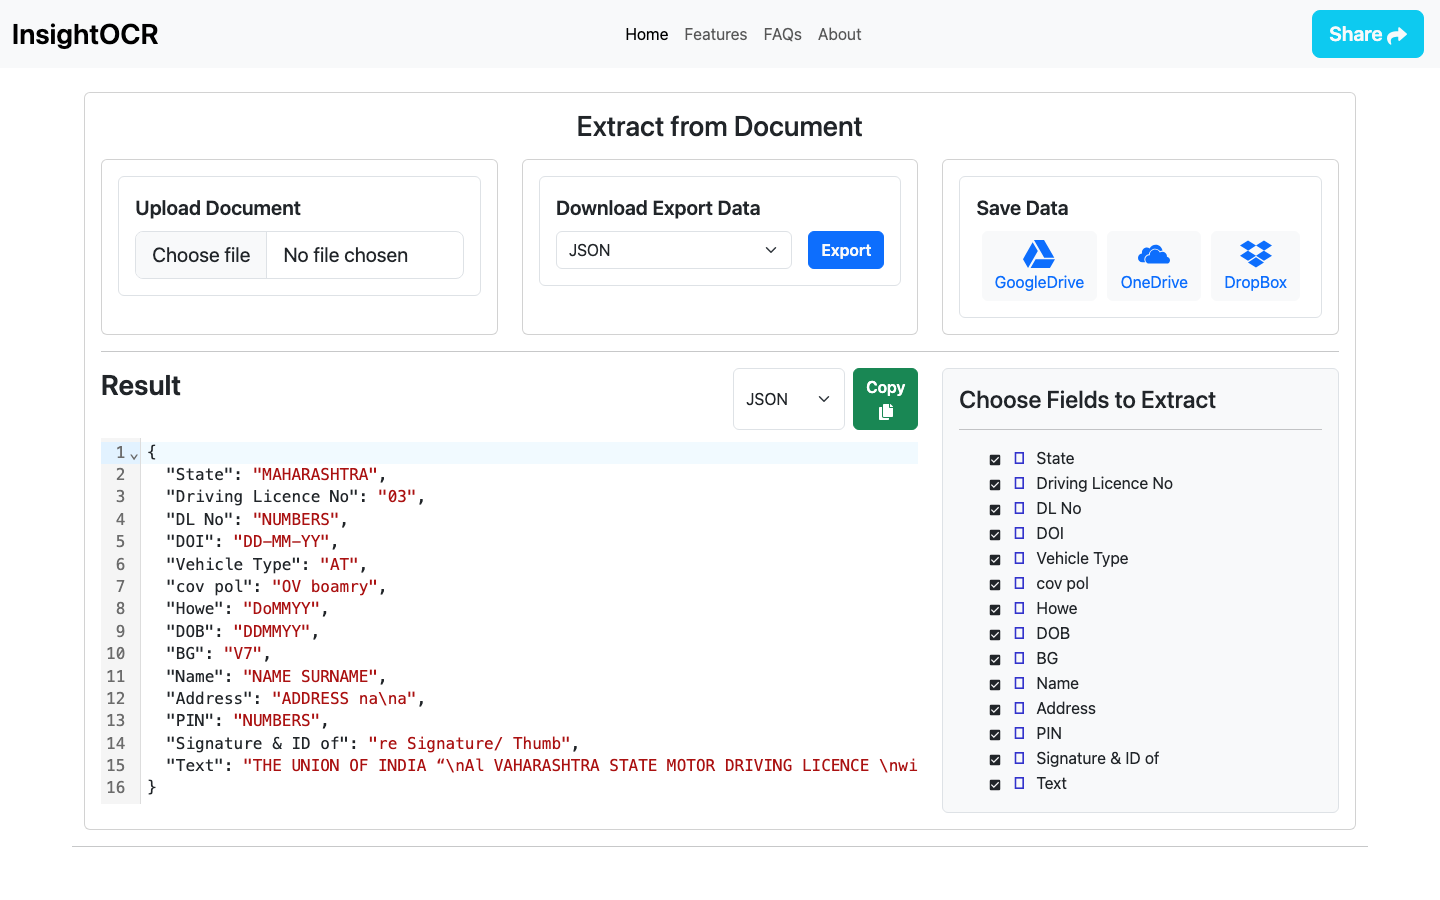 InsightOCR
Home Features FAQs About
Share
Extract from Document
Upload Document
Choose file No file chosen
Download Export Data
JSON
Export
Save Data
GoogleDrive
OneDrive
DropBox
Result
JSON
Copy
1 {
2 "State": "MAHARASHTRA",
3 "Driving Licence No": "03",
4 "DL No": "NUMBERS",
5 "DOI": "DD-MM-YY",
6 "Vehicle Type": "AT",
7 "cov pol": "OV boamry",
8 "Howe": "DoMMYY",
9 "DOB": "DDMMYY",
10 "BG": "V7",
11 "Name": "NAME SURNAME",
12 "Address": "ADDRESS na\na",
13 "PIN": "NUMBERS",
14 "Signature & ID of": "re Signature/ Thumb",
15 "Text": "THE UNION OF INDIA “\nAl VAHARASHTRA STATE MOTOR DRIVING LICENCE \nwi
16 }
Choose Fields to Extract
State
Driving Licence No
DL No
DOI
Vehicle Type
cov pol
Howe
DOB
BG
Name
Address
PIN
Signature & ID of
Text